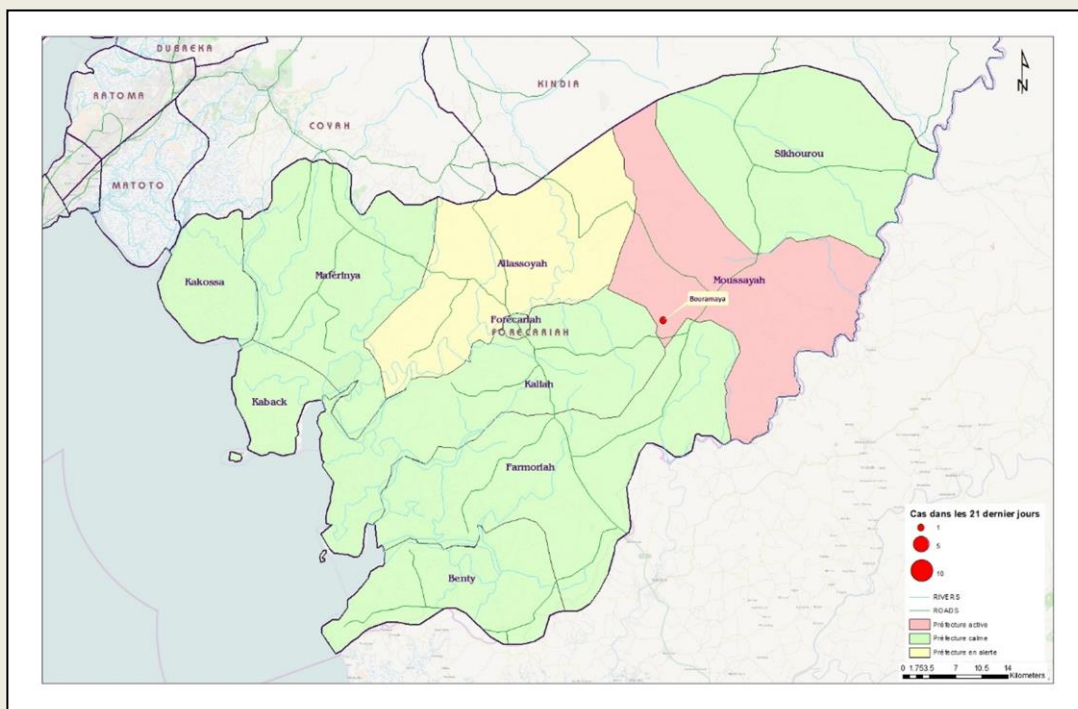 DUBREKA
RATOMA
KINDIA
COYAH
MATOTO
Sikhourou
Allassoyah
Maferinya
Kakossa
Moussayah
Bouramaya
Forécariah
FORECARIAH
Kallah
Kaback
Farmoriah
Benty
N
Cas dans les 21 dernier jours
1
5
10
RIVERS
ROADS
Préfecture active
Préfecture calme
Préfecture en alerte
0 1.753.5 7 10.5 14
Kilometers